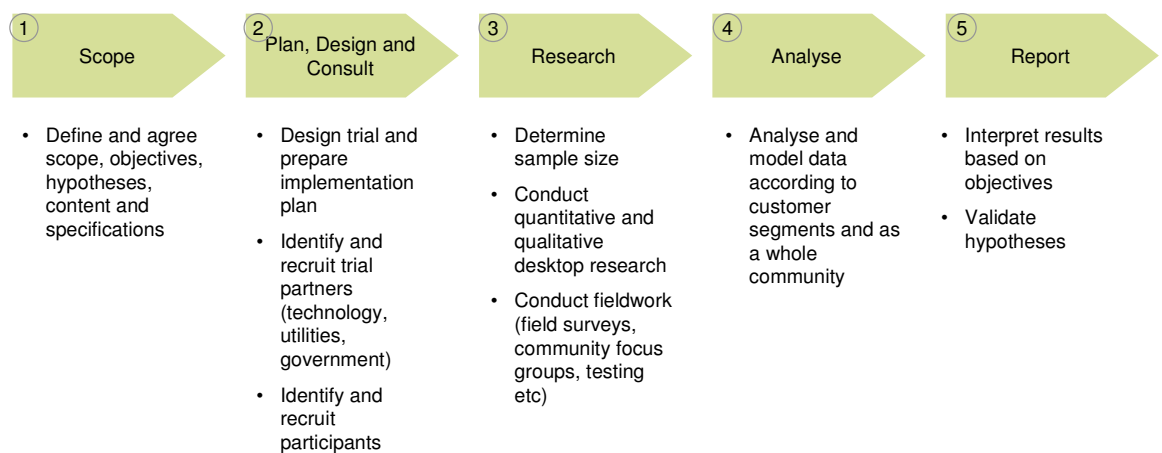 1
Scope
• Define and agree
scope, objectives,
hypotheses,
content and
specifications
2
Plan, Design and
Consult
• Design trial and
prepare
implementation
plan
• Identify and
recruit trial
partners
(technology,
utilities,
government)
• Identify and
recruit
participants
3
Research
• Determine
sample size
• Conduct
quantitative and
qualitative
desktop research
• Conduct fieldwork
(field surveys,
community focus
groups, testing
etc)
4
Analyse
• Analyse and
model data
according to
customer
segments and as
a whole
community
5
Report
• Interpret results
based on
objectives
• Validate
hypotheses